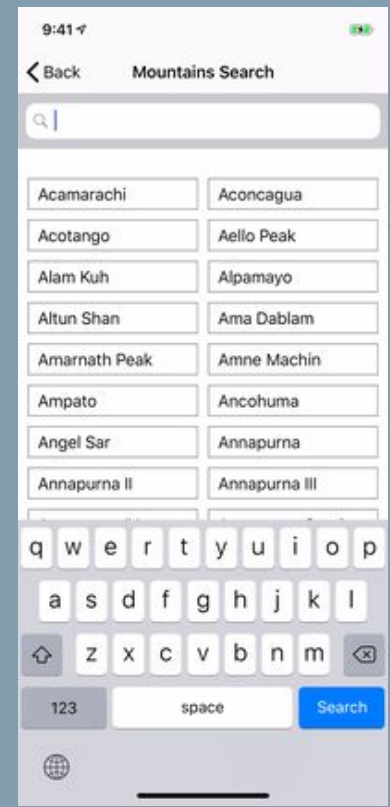 9:41
Back Mountains Search
Acamarachi Aconcagua
Acotango Aello Peak
Alam Kuh Alpamayo
Altun Shan Ama Dablam
Amarnath Peak Amne Machin
Ampato Ancohuma
Angel Sar Annapurna
Annapurna II Annapurna III
q w e r t y u i o p
a s d f g h j k l
z x c v b n m
123 space Search